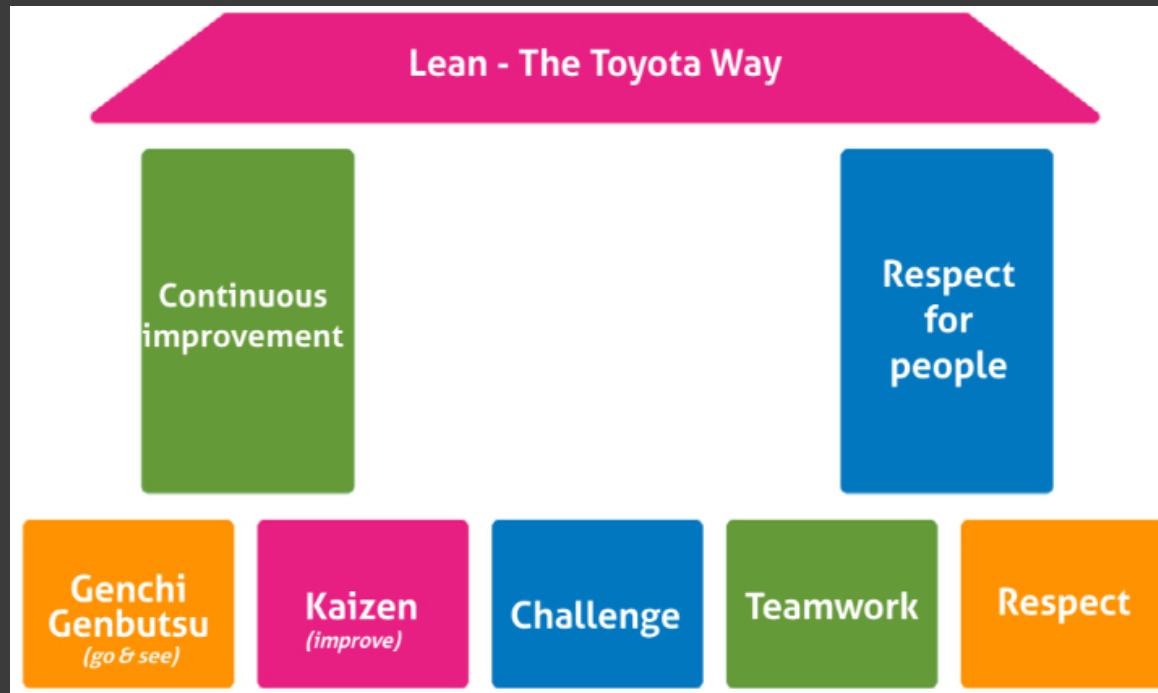 Lean - The Toyota Way
Continuous
improvement
Respect
for
people
Genchi
Genbutsu
(go & see)
Kaizen
(improve)
Challenge
Teamwork
Respect